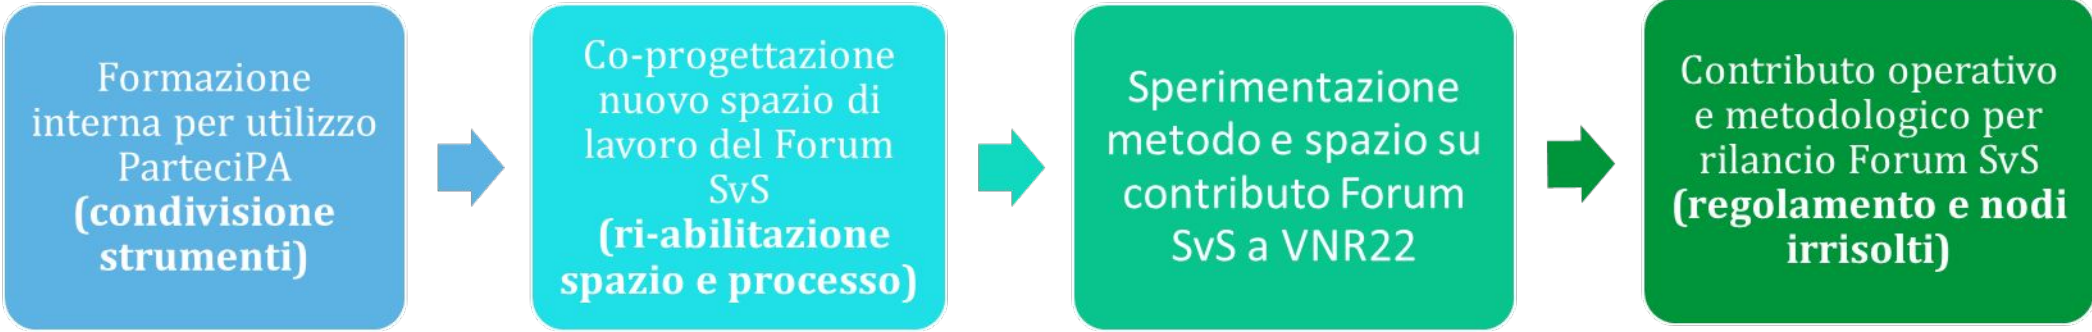 Formazione
interna per utilizzo
ParteciPA
(condivisione
strumenti)
Co-progettazione
nuovo spazio di
lavoro del Forum
SvS
(ri-abilitazione
spazio e processo)
Sperimentazione
metodo e spazio su
contributo Forum
SvS a VNR22
Contributo operativo
e metodologico per
rilancio Forum SvS
(regolamento e nodi
irrisolti)